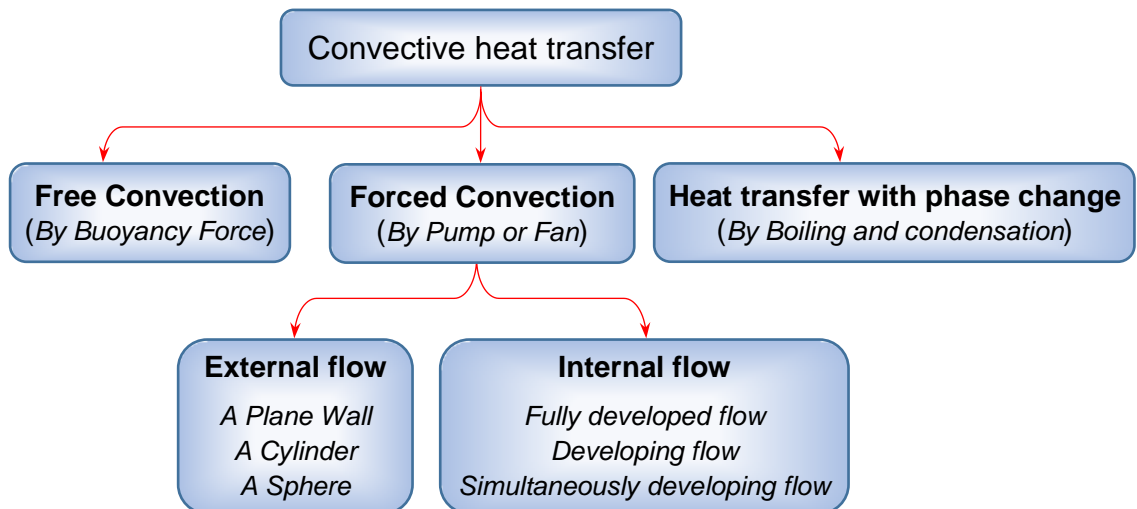 Convective heat transfer
Free Convection
(By Buoyancy Force)
Forced Convection
(By Pump or Fan)
Heat transfer with phase change
(By Boiling and condensation)
External flow
A Plane Wall
A Cylinder
A Sphere
Internal flow
Fully developed flow
Developing flow
Simultaneously developing flow